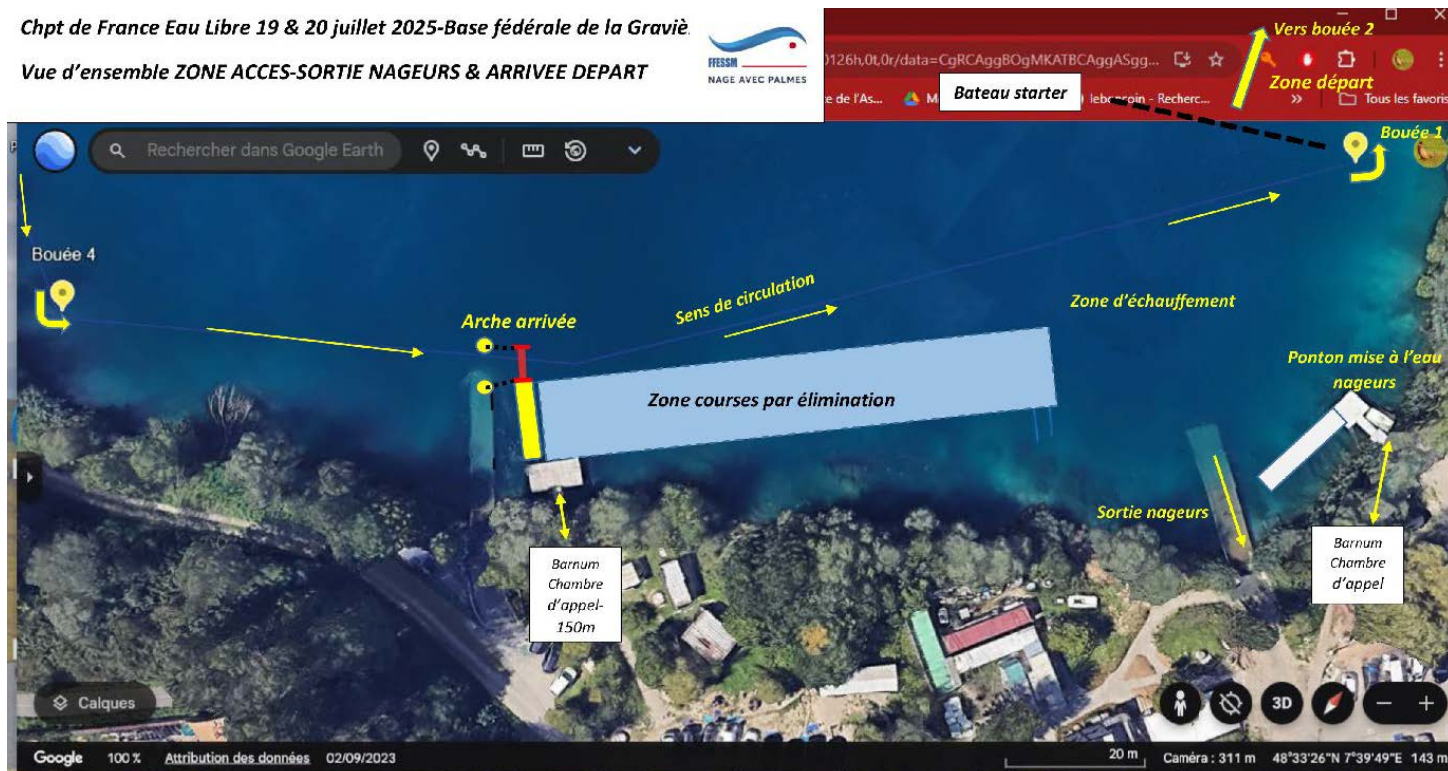 Chpt de France Eau Libre 19 & 20 juillet 2025-Base fédérale de la Graviè
Vue d'ensemble ZONE ACCES-SORTIE NAGEURS & ARRIVEE DEPART
FFESSM
NAGE AVEC PALMES
0126h,0t,0r/data=CgRCAggBOgMKATBCAggASgg...
Vers bouée 2
Zone départ
e de l'As...
M
Bateau starter
leboncoin - Recherc...
»
Tous les favoris
Rechercher dans Google Earth
Bouée 1
Bouée 4
Sens de circulation
Zone d'échauffement
Arche arrivée
Ponton mise à l'eau
nageurs
Zone courses par élimination
Sortie nageurs
Barnum
Chambre
d'appel-
150m
Barnum
Chambre
d'appel
Calques
3D
Google 100 % Attribution des données 02/09/2023
20 m Caméra : 311 m 48°33'26"N 7°39'49"E 143 m